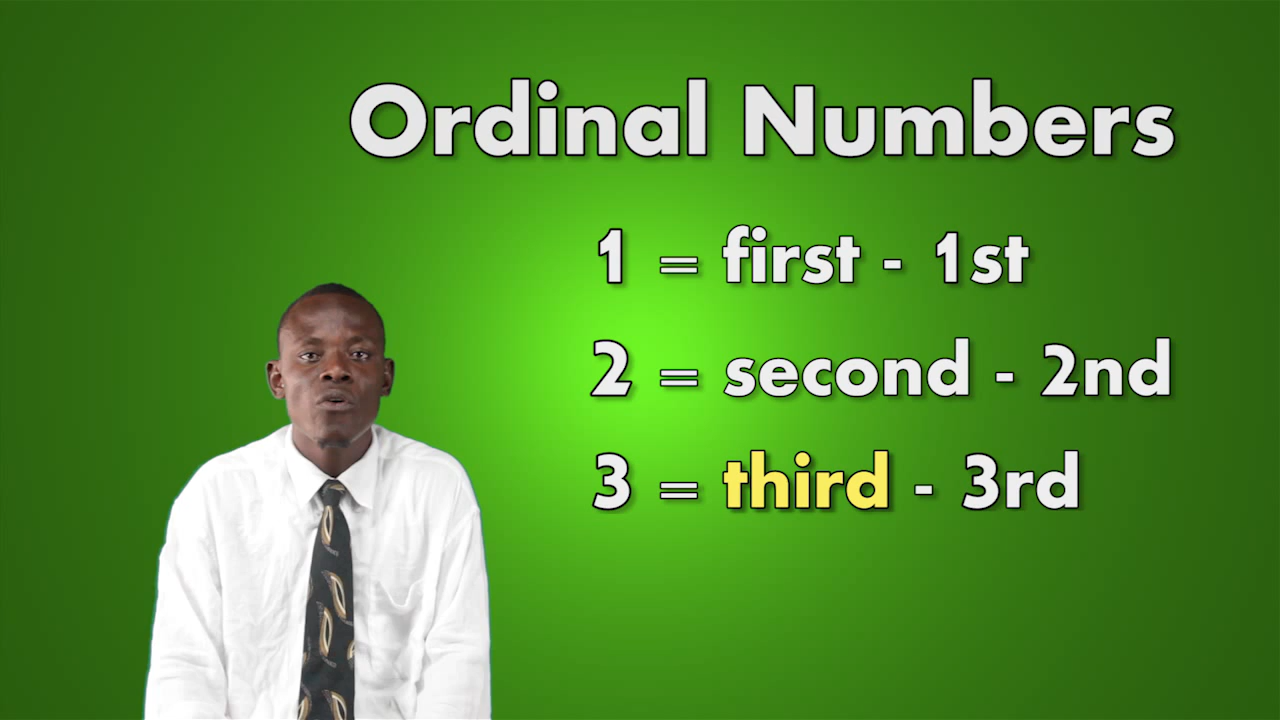 Ordinal Numbers
1 = first - 1st
2 = second - 2nd
3 = third - 3rd